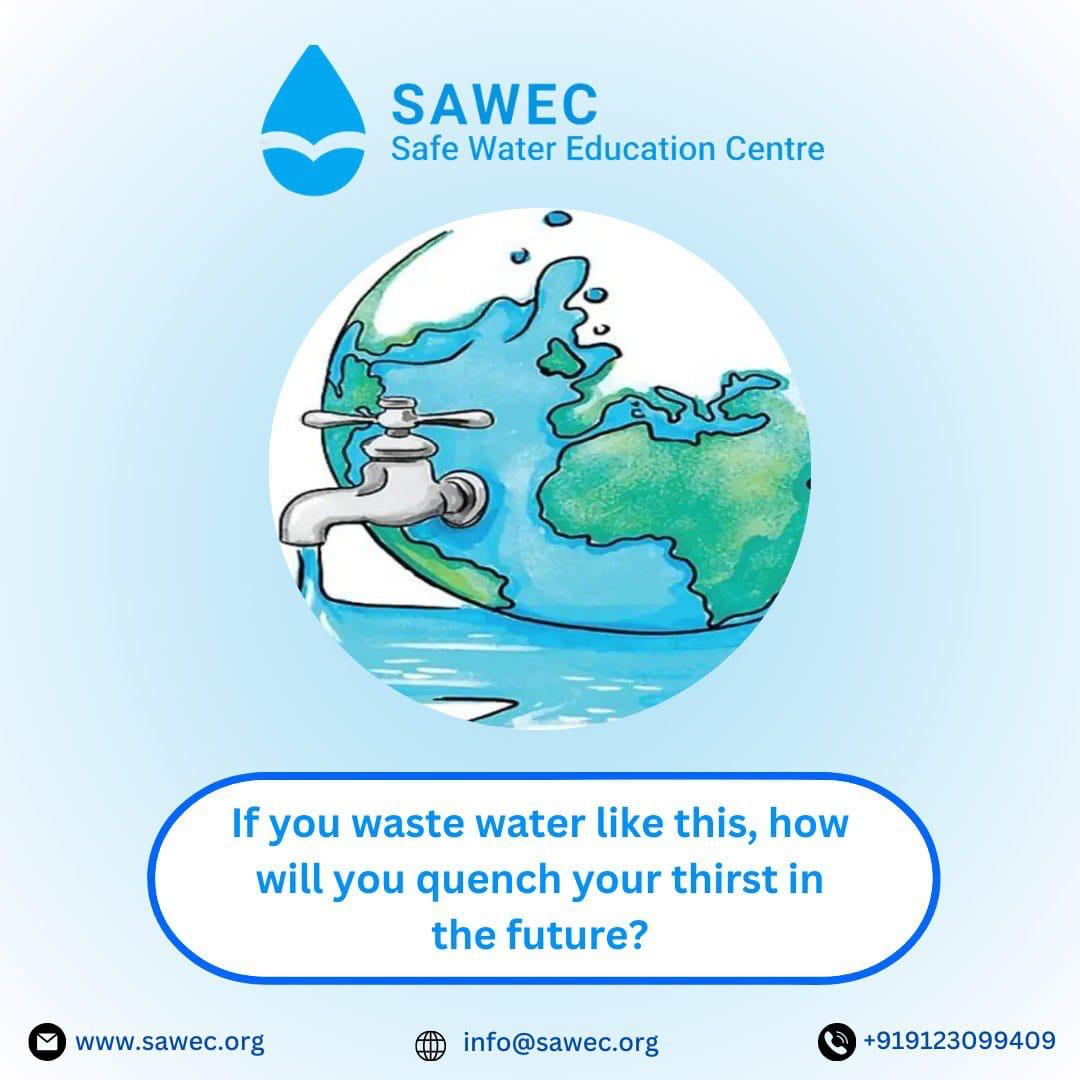 SAWEC
Safe Water Education Centre
If you waste water like this, how
will you quench your thirst in
the future?
www.sawec.org
info@sawec.org
+919123099409